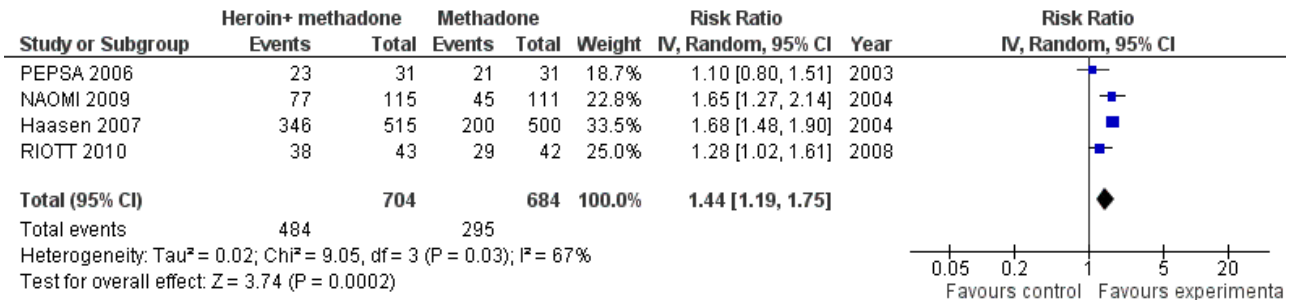 Heroin+ methadone Methadone Risk Ratio Risk Ratio
Study or Subgroup Events Total Events Total Weight IV, Random, 95% CI Year IV, Random, 95% CI
PEPSA 2006 23 31 21 31 18.7% 1.10 [0.80, 1.51] 2003
NAOMI 2009 77 115 45 111 22.8% 1.65 [1.27, 2.14] 2004
Haasen 2007 346 515 200 500 33.5% 1.68 [1.48, 1.90] 2004
RIOTT 2010 38 43 29 42 25.0% 1.28 [1.02, 1.61] 2008
Total (95% CI) 704 684 100.0% 1.44 [1.19, 1.75]
Total events 484 295
Heterogeneity: Tau² = 0.02; Chi² = 9.05, df = 3 (P = 0.03); I² = 67%
Test for overall effect: Z = 3.74 (P = 0.0002)
0.05 0.2 1 5 20
Favours control Favours experimenta